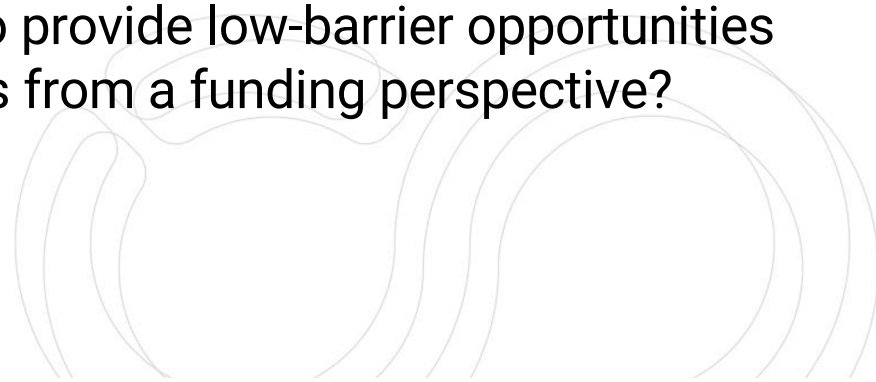 provide low-barrier opportunities
from a funding perspective?